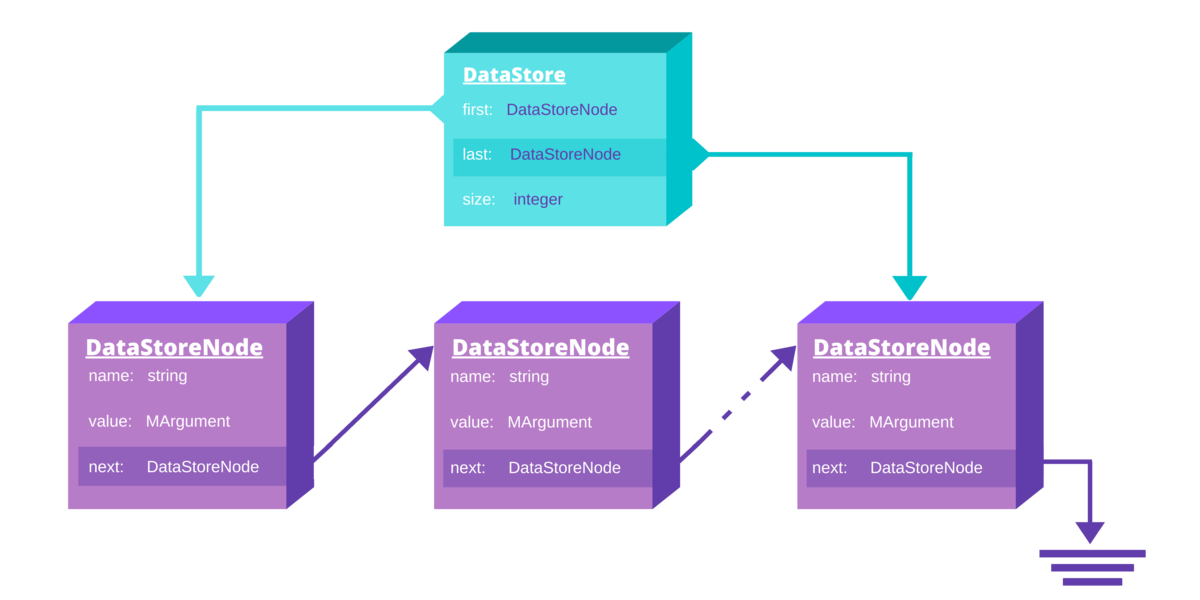 DataStore
first: DataStoreNode
last: DataStoreNode
size: integer
DataStoreNode
name: string
value: MArgument
next: DataStoreNode
DataStoreNode
name: string
value: MArgument
next: DataStoreNode
DataStoreNode
name: string
value: MArgument
next: DataStoreNode